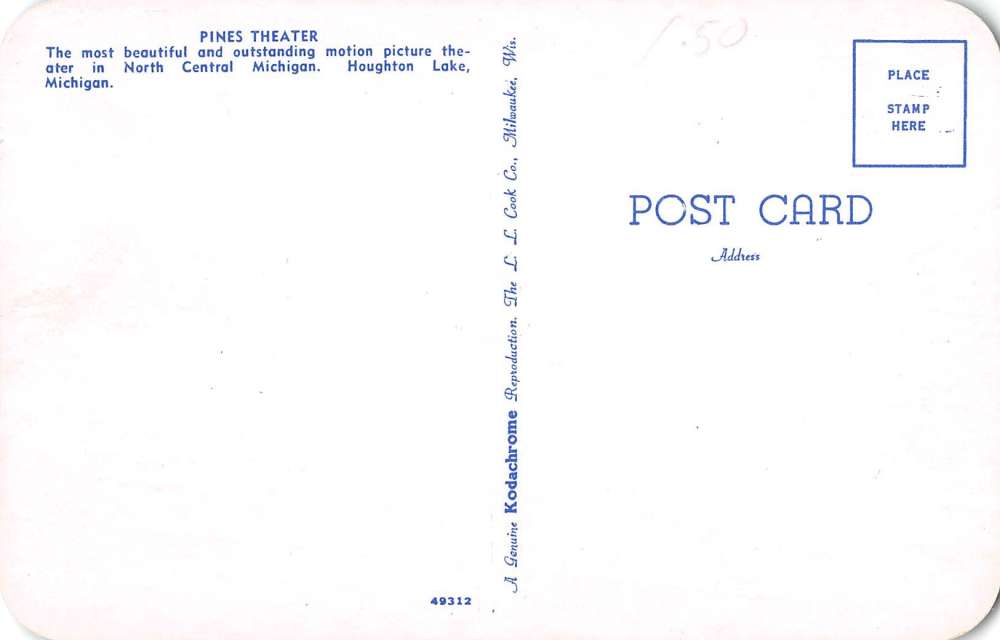 PINES THEATER
The most beautiful and outstanding motion picture the-
ater in North Central Michigan. Houghton Lake,
Michigan.
A Genuine Kodachrome Reproduction. The L. L. Cook Co., Milwaukee, Wis.
49312
1.50
PLACE
STAMP
HERE
POST CARD
Address